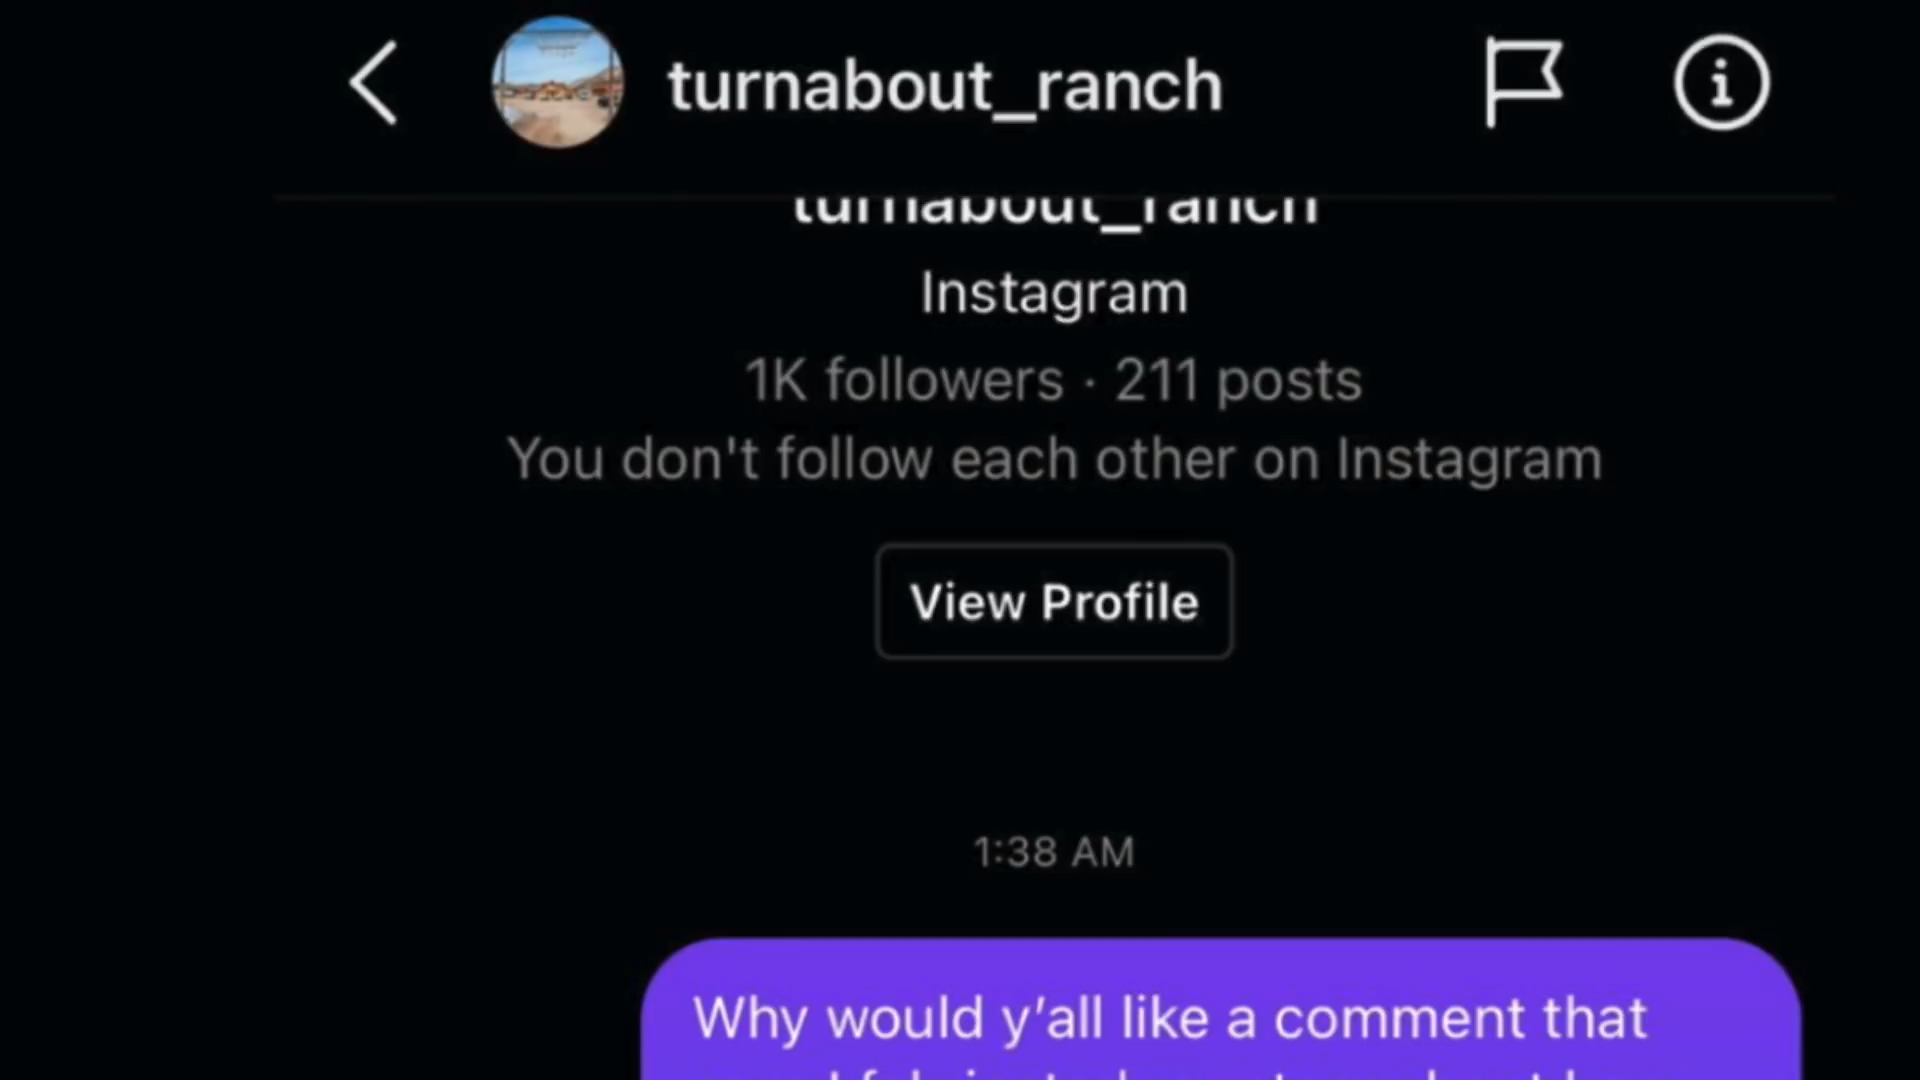 turnabout_ranch
turnabout_ranch
Instagram
1K followers · 211 posts
You don't follow each other on Instagram
View Profile
1:38 AM
Why would y’all like a comment that